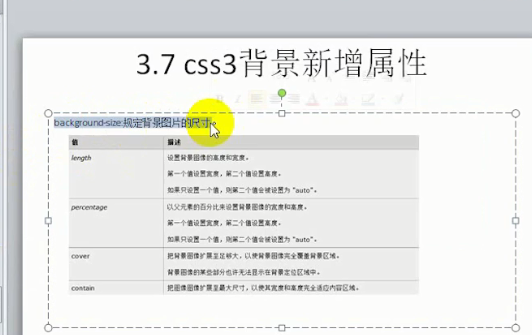 3.7 css3背景新增属性
background-size:规定背景图片的尺寸。
值 描述
length 设置背景图像的高度和宽度。
第一个值设置宽度，第二个值设置高度。
如果只设置一个值，则第二个值会被设置为 "auto"。
percentage 以父元素的百分比来设置背景图像的宽度和高度。
第一个值设置宽度，第二个值设置高度。
如果只设置一个值，则第二个值会被设置为 "auto"。
cover 把背景图像扩展至足够大，以使背景图像完全覆盖背景区域。
背景图像的某些部分也许无法显示在背景定位区域中。
contain 把图像图像扩展至最大尺寸，以使其宽度和高度完全适应内容区域。